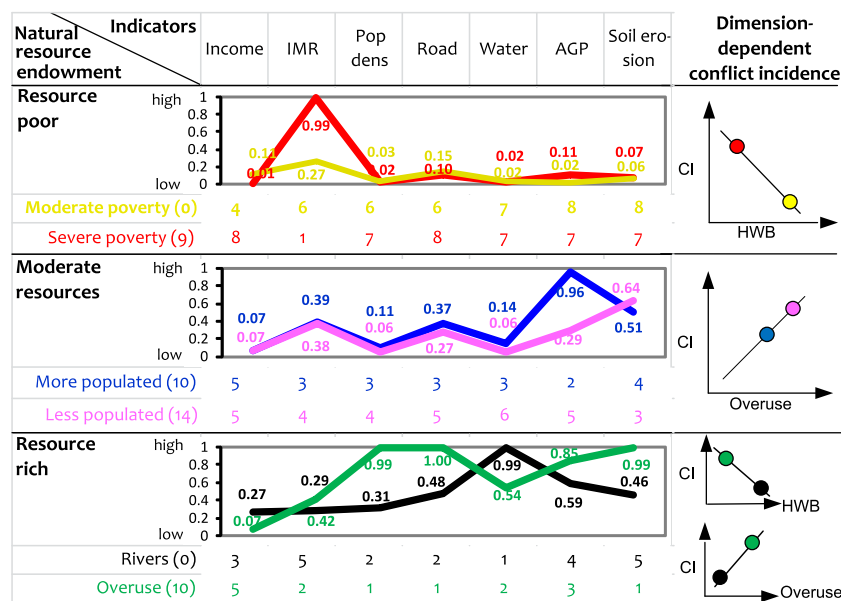 Indicators
Natural resource endowment
Income IMR Pop dens Road Water AGP Soil ero-sion
Dimension-dependent conflict incidence
Resource poor
high 1
0.8
0.6
0.4
0.2
low 0
0.11 0.27 0.03 0.15 0.02 0.02 0.06
0.01 0.99 0.02 0.10 0.02 0.11 0.07
CI
HWB
Moderate poverty (0) 4 6 6 6 7 8 8
Severe poverty (9) 8 1 7 8 7 7 7
Moderate resources
high 1
0.8
0.6
0.4
0.2
low 0
0.07 0.39 0.11 0.37 0.14 0.96 0.51
0.07 0.38 0.06 0.27 0.06 0.29 0.64
CI
Overuse
More populated (10) 5 3 3 3 3 2 4
Less populated (14) 5 4 4 5 6 5 3
Resource rich
high 1
0.8
0.6
0.4
0.2
low 0
0.27 0.29 0.31 0.48 0.99 0.59 0.46
0.07 0.42 0.99 1.00 0.54 0.85 0.99
CI
HWB
Rivers (0) 3 5 2 2 1 4 5
Overuse (10) 5 2 1 1 2 3 1
CI
Overuse